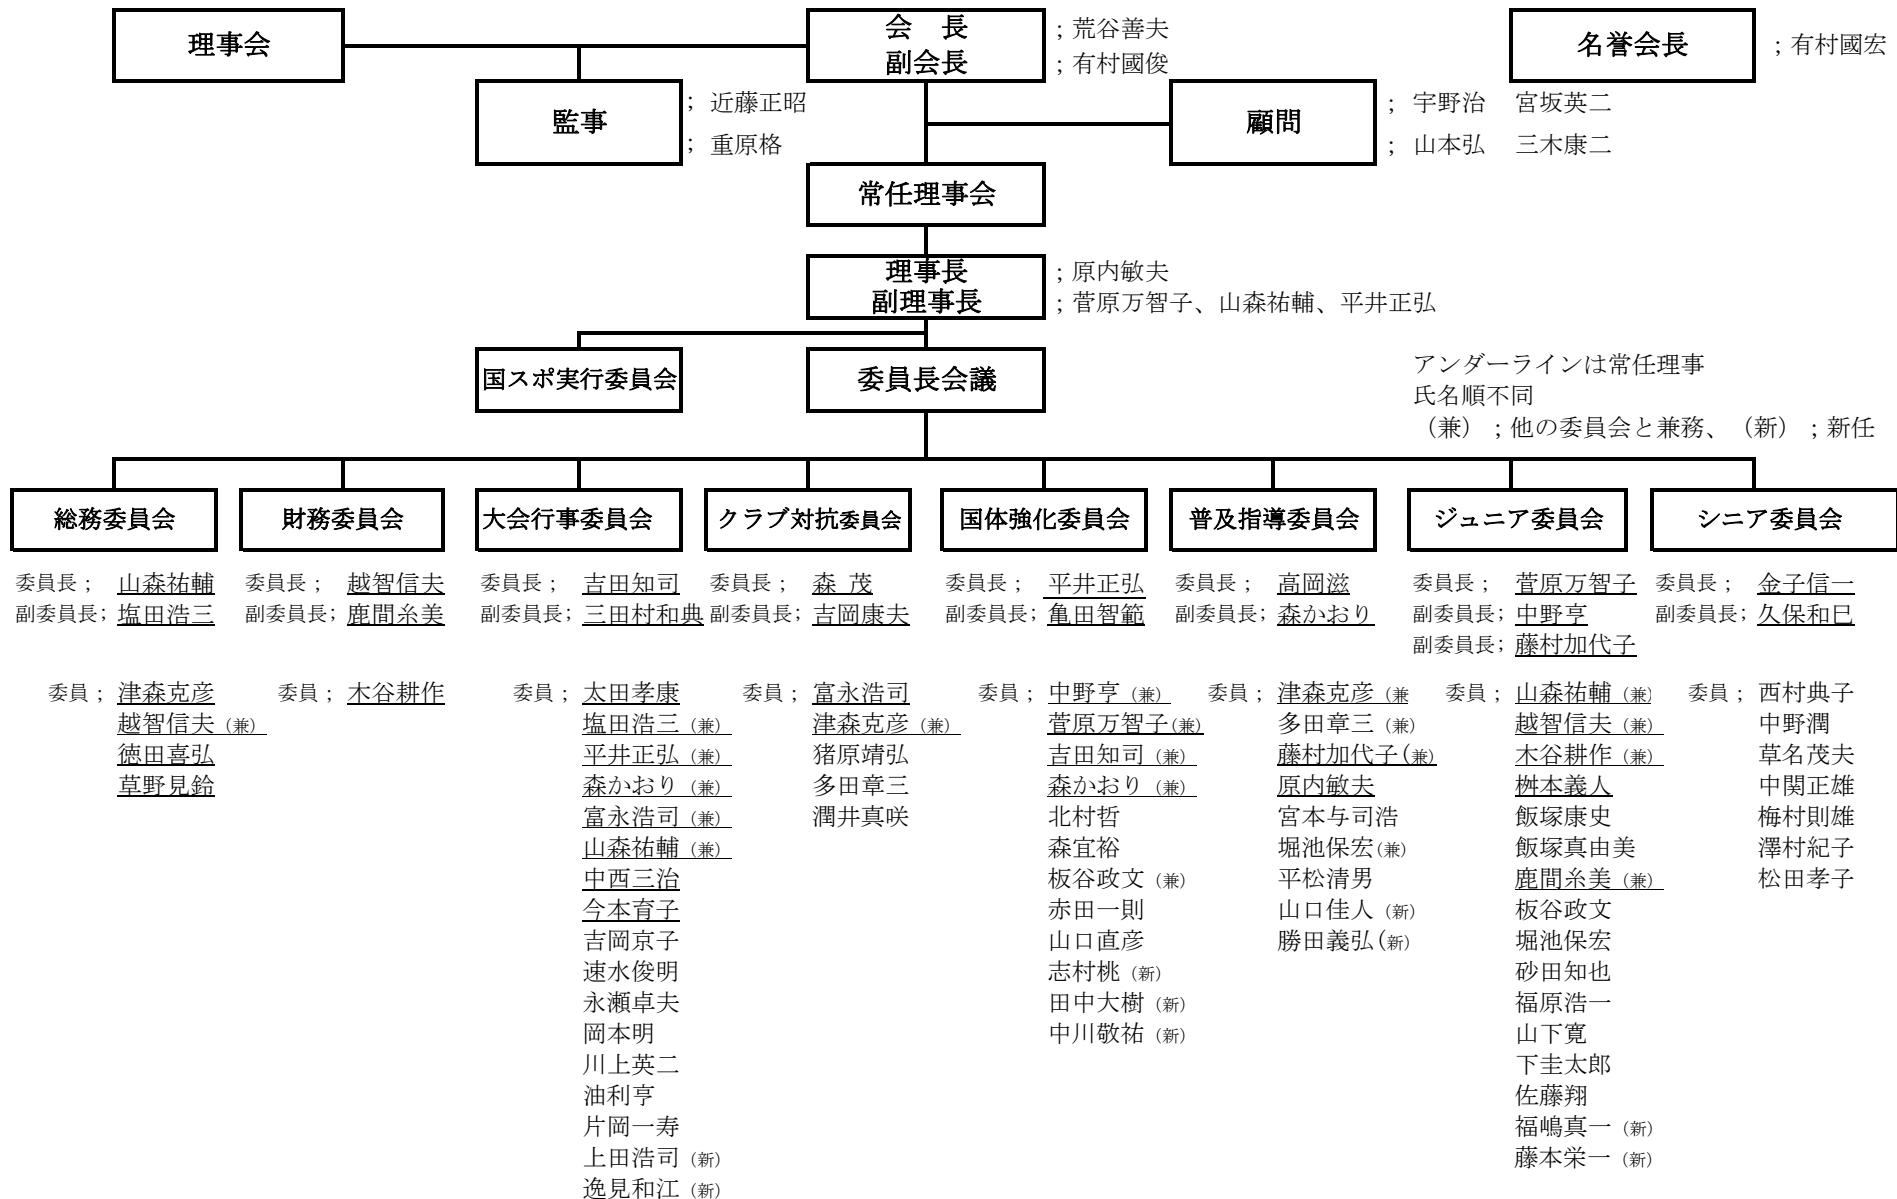 理事会
会　長
副会長
；荒谷善夫
；有村國俊
名誉会長
；有村國宏
監事
；近藤正昭
；重原格
顧問
；宇野治　宮坂英二
；山本弘　三木康二
常任理事会
理事長
副理事長
；原内敏夫
；菅原万智子、山森祐輔、平井正弘
国スポ実行委員会
委員長会議
アンダーラインは常任理事
氏名順不同
（兼）；他の委員会と兼務、（新）；新任
総務委員会
委員長；山森祐輔
副委員長；塩田浩三
委員；津森克彦
越智信夫（兼）
徳田喜弘
草野見鈴
財務委員会
委員長；越智信夫
副委員長；鹿間糸美
委員；木谷耕作
大会行事委員会
委員長；吉田知司
副委員長；三田村和典
委員；太田孝康
塩田浩三（兼）
平井正弘（兼）
森かおり（兼）
富永浩司（兼）
山森祐輔（兼）
中西三治
今本育子
吉岡京子
速水俊明
永瀬卓夫
岡本明
川上英二
油利亨
片岡一寿
上田浩司（新）
逸見和江（新）
クラブ対抗委員会
委員長；森 茂
副委員長；吉岡康夫
委員；富永浩司
津森克彦（兼）
猪原靖弘
多田章三
潤井真咲
国体強化委員会
委員長；平井正弘
副委員長；亀田智範
委員；中野亨（兼）
菅原万智子(兼）
吉田知司（兼）
森かおり（兼）
北村哲
森宜裕
板谷政文（兼）
赤田一則
山口直彦
志村桃（新）
田中大樹（新）
中川敬祐（新）
普及指導委員会
委員長；高岡滋
副委員長；森かおり
委員；津森克彦（兼
多田章三（兼）
藤村加代子(兼）
原内敏夫
宮本与司浩
堀池保宏(兼）
平松清男
山口佳人（新）
勝田義弘(新）
ジュニア委員会
委員長；菅原万智子
副委員長；中野亨
副委員長；藤村加代子
委員；山森祐輔（兼）
越智信夫（兼）
木谷耕作（兼）
桝本義人
飯塚康史
飯塚真由美
鹿間糸美（兼）
板谷政文
堀池保宏
砂田知也
福原浩一
山下寛
下圭太郎
佐藤翔
福嶋真一（新）
藤本栄一（新）
シニア委員会
委員長；金子信一
副委員長；久保和巳
委員；西村典子
中野潤
草名茂夫
中関正雄
梅村則雄
澤村紀子
松田孝子